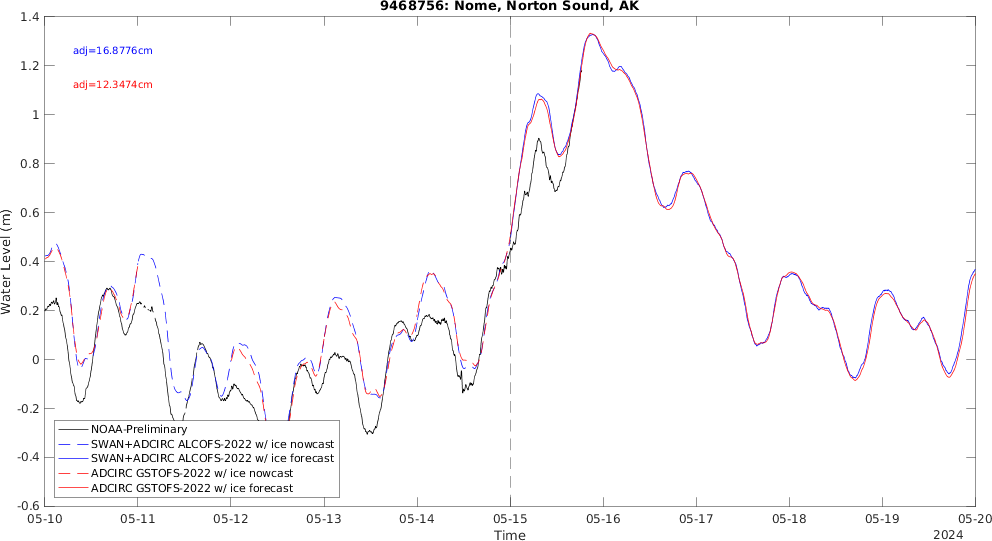 9468756: Nome, Norton Sound, AK
1.4
adj=16.8776cm
1.2
adj=12.3474cm
1
0.8
0.6
Water Level (m)
0.4
0.2
0
-0.2
NOAA-Preliminary
SWAN+ADCIRC ALCOFS-2022 w/ ice nowcast
SWAN+ADCIRC ALCOFS-2022 w/ ice forecast
ADCIRC GSTOFS-2022 w/ ice nowcast
ADCIRC GSTOFS-2022 w/ ice forecast
-0.4
-0.6
05-10 05-11 05-12 05-13 05-14 05-15 05-16 05-17 05-18 05-19 05-20
Time
2024